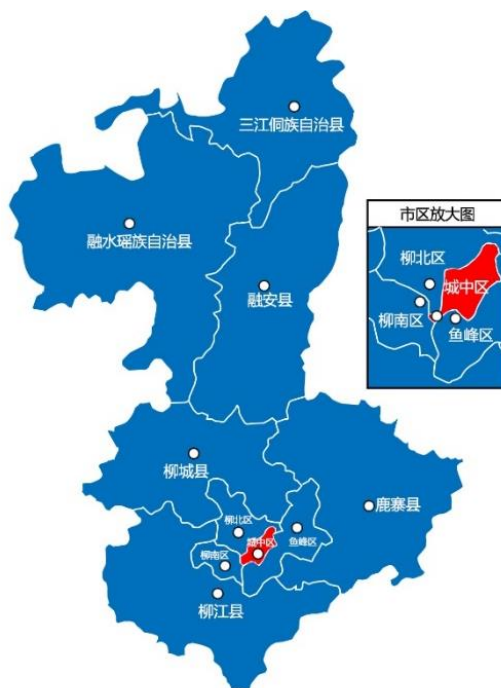 三江侗族自治县
融水瑶族自治县
融安县
市区放大图
柳北区
城中区
柳南区
鱼峰区
柳城县
鹿寨县
柳北区
城中区
鱼峰区
柳南区
柳江县